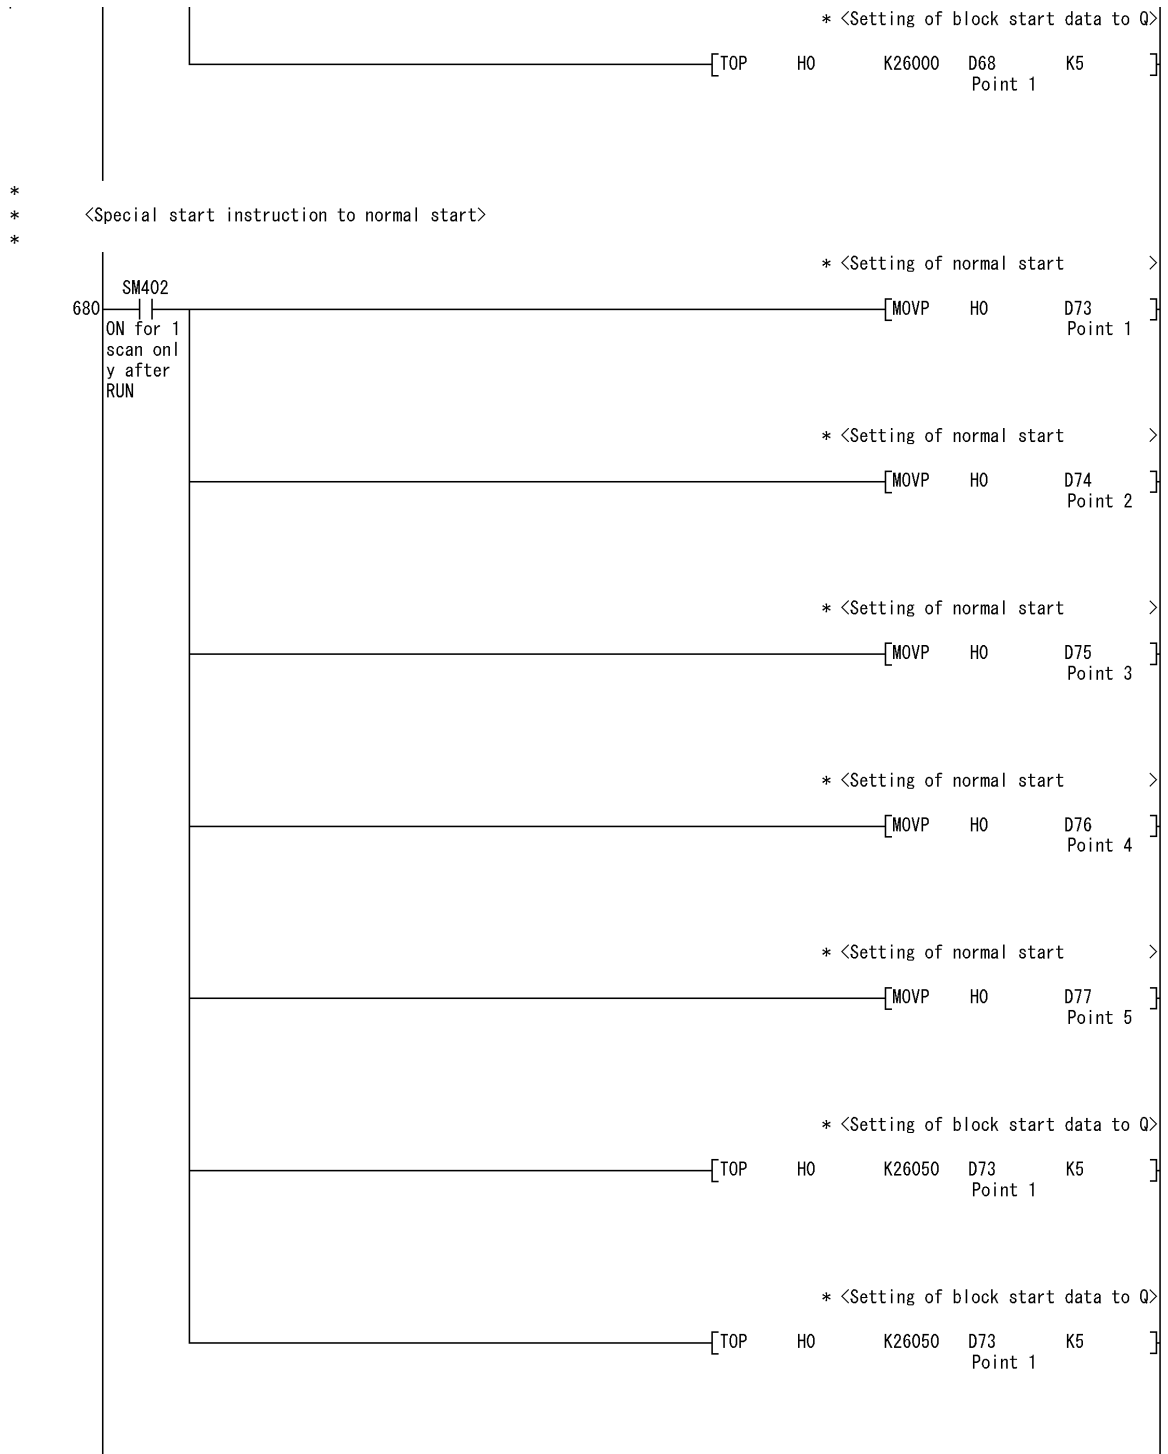 * <Setting of block start data to Q>
[TOP H0 K26000 D68 K5 ]
Point 1
*
* <Special start instruction to normal start>
*
* <Setting of normal start >
SM402
680 [MOVP H0 D73 ]
ON for 1 Point 1
scan onl
y after
RUN
* <Setting of normal start >
[MOVP H0 D74 ]
Point 2
* <Setting of normal start >
[MOVP H0 D75 ]
Point 3
* <Setting of normal start >
[MOVP H0 D76 ]
Point 4
* <Setting of normal start >
[MOVP H0 D77 ]
Point 5
* <Setting of block start data to Q>
[TOP H0 K26050 D73 K5 ]
Point 1
* <Setting of block start data to Q>
[TOP H0 K26050 D73 K5 ]
Point 1